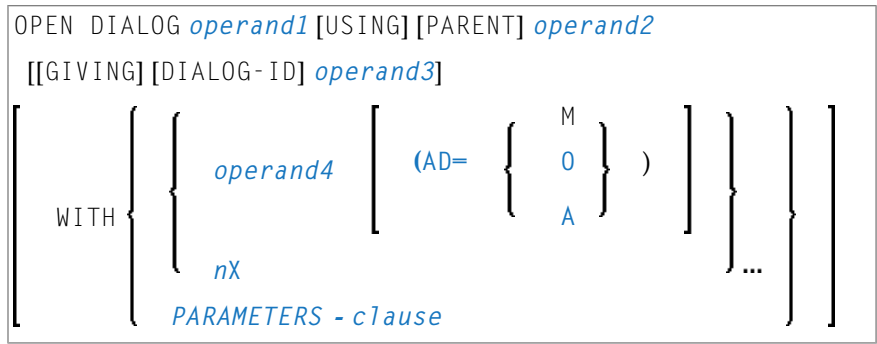 OPEN DIALOG operand1 [USING] [PARENT] operand2
[[GIVING] [DIALOG-ID] operand3]
M
operand4 (AD= O )
WITH A
nX ...
PARAMETERS - clause